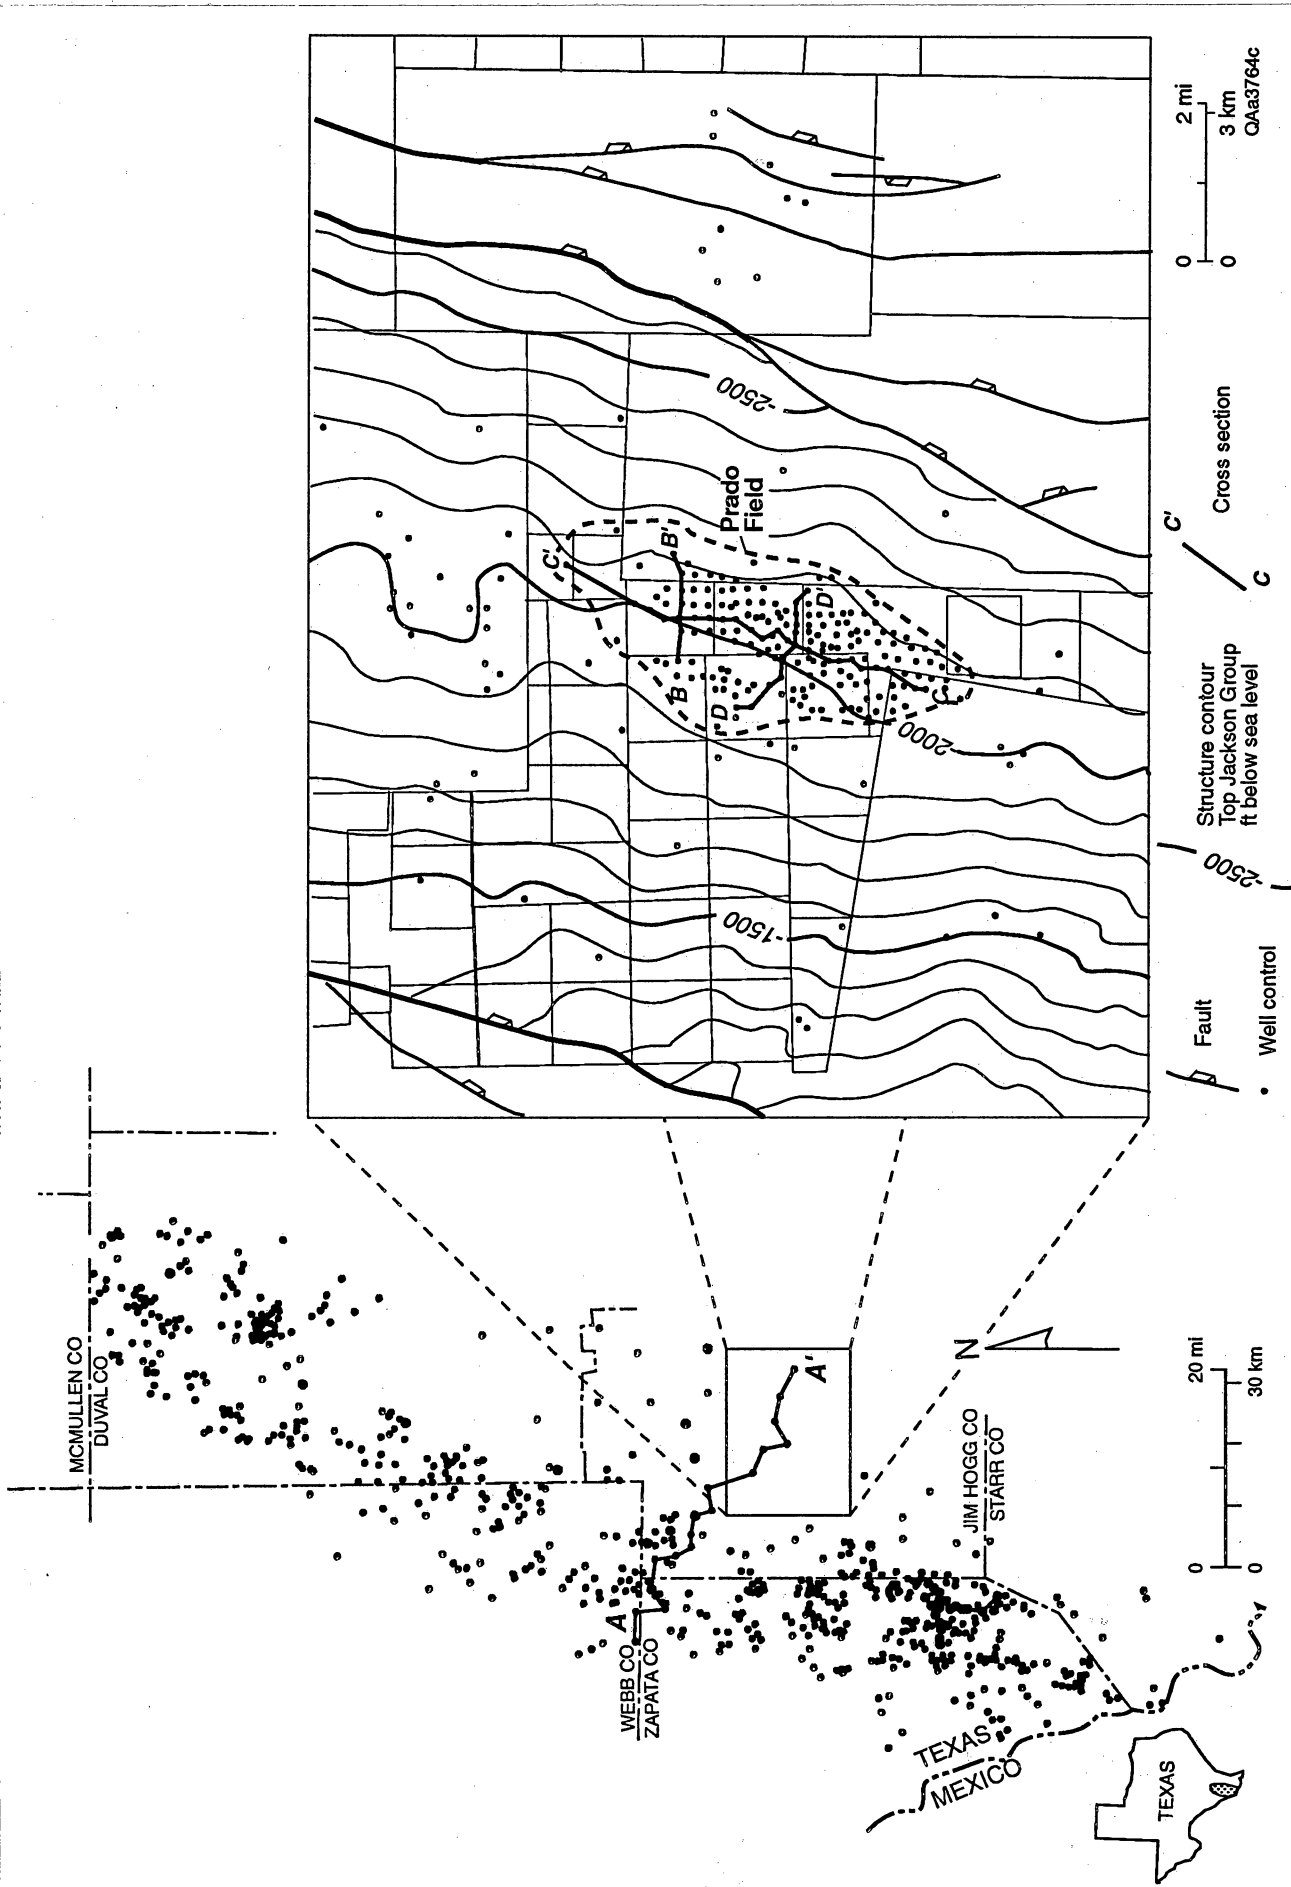 MCMULLEN CO
DUVAL CO
WEBB CO
ZAPATA CO
A
A'
N
JIM HOGG CO
STARR CO
TEXAS
MEXICO
TEXAS
0
20 mi
0
30 km
C'
B'
Prado
Field
B
D
D'
C
-2500
2000
-1500
0
2 mi
0
3 km
QAa3764c
Fault
Well control
-2500
Structure contour
Top Jackson Group
ft below sea level
C
C'
Cross section